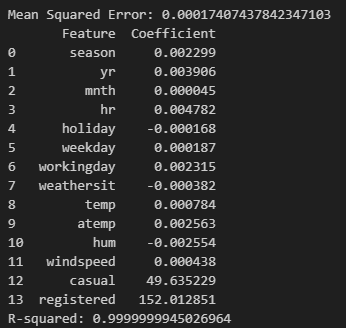 Mean Squared Error: 0.00017407437842347103
Feature Coefficient
0 season 0.002299
1 yr 0.003906
2 mnth 0.000045
3 hr 0.004782
4 holiday -0.000168
5 weekday 0.000187
6 workingday 0.002315
7 weathersit -0.000382
8 temp 0.000784
9 atemp 0.002563
10 hum -0.002554
11 windspeed 0.000438
12 casual 49.635229
13 registered 152.012851
R-squared: 0.9999999945026964